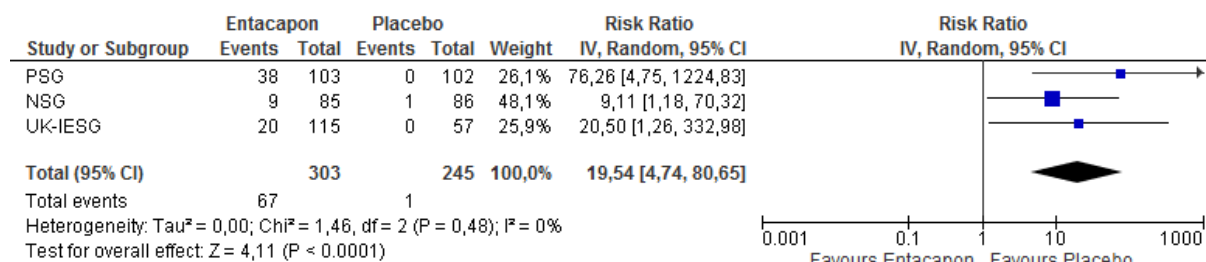 Entacapon Placebo Risk Ratio Risk Ratio
Study or Subgroup Events Total Events Total Weight IV, Random, 95% CI IV, Random, 95% CI
PSG 38 103 0 102 26,1% 76,26 [4,75, 1224,83]
NSG 9 85 1 86 48,1% 9,11 [1,18, 70,32]
UK-IESG 20 115 0 57 25,9% 20,50 [1,26, 332,98]
Total (95% CI) 303 245 100,0% 19,54 [4,74, 80,65]
Total events 67 1
Heterogeneity: Tau² = 0,00; Chi² = 1,46, df = 2 (P = 0,48); I² = 0%
Test for overall effect: Z = 4,11 (P < 0.0001)
0.001 0.1 1 10 1000
Favours Entacapon Favours Placebo